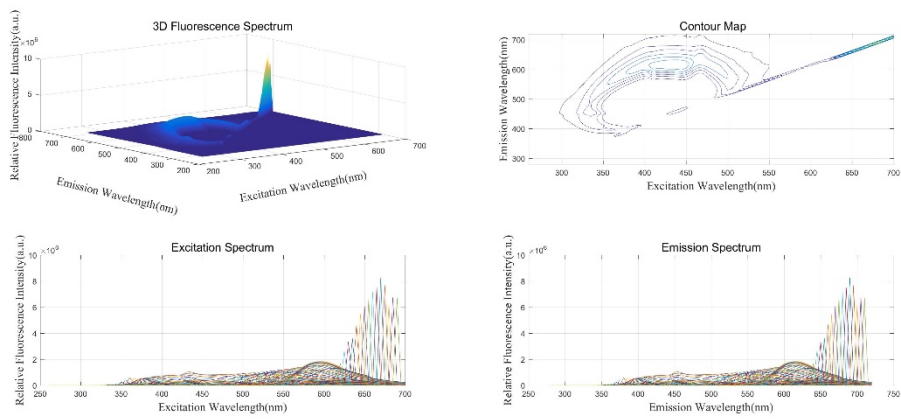 3D Fluorescence Spectrum
×10⁶
Relative Fluorescence Intensity(a.u.)
10
5
0
800
700
600
500
400
300
200
200
300
400
500
600
700
Emission Wavelength(nm)
Excitation Wavelength(nm)
Contour Map
Emission Wavelength(nm)
700
600
500
400
300
300 350 400 450 500 550 600 650 700
Excitation Wavelength(nm)
Excitation Spectrum
×10⁶
Relative Fluorescence Intensity(a.u.)
8
6
4
2
0
250 300 350 400 450 500 550 600 650 700
Excitation Wavelength(nm)
Emission Spectrum
×10⁶
Relative Fluorescence Intensity(a.u.)
8
6
4
2
0
250 300 350 400 450 500 550 600 650 700 750
Emission Wavelength(nm)